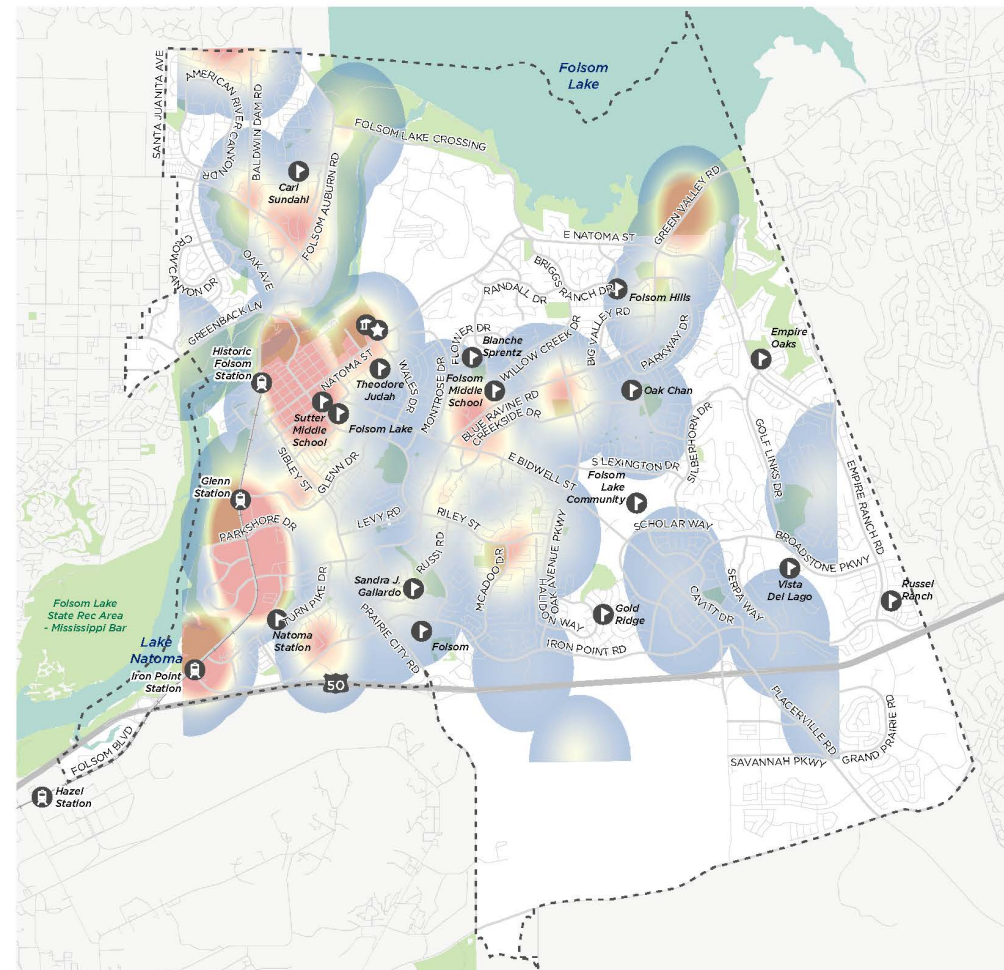 Folsom
Lake
SANTA JUANITA AVE
AMERICAN RIVER CANYON DR
BALDWIN DAM RD
FOLSOM LAKE CROSSING
Carl
Sundahl
FOLSOM AUBURN RD
GREEN VALLEY RD
E NATOMA ST
CROW CANYON DR
OAK AVE
BRIGGS RANCH DR
RANDALL DR
Folsom Hills
GREENBACK LN
FLOWER DR
BIG VALLEY RD
WILLOW CREEK DR
PARKWAY DR
Blanche
Sprentz
Empire
Oaks
Historic
Folsom
Station
NATOMA ST
WALES DR
MONTROSE DR
Theodore
Judah
Folsom
Middle
School
Oak Chan
Sutter
Middle
School
Folsom Lake
BLUE RAVINE RD
CREEKSIDE DR
SILBERHORN DR
GOLF LINKS DR
SIBLEY ST
GLENN DR
E BIDWELL ST
S LEXINGTON DR
EMPIRE RANCH RD
Glenn
Station
Folsom
Lake
Community
PARKSHORE DR
LEVY RD
RILEY ST
SCHOLAR WAY
OAK AVENUE PKWY
RUSSI RD
BROADSTONE PKWY
MCADOO DR
Sandra J.
Gallardo
TURN PIKE DR
PRAIRIE CITY RD
HALIDON WAY
CAVITT DR
SERPA WAY
Vista
Del Lago
Russel
Ranch
Folsom Lake
State Rec Area
- Mississippi Bar
Gold
Ridge
Natoma
Station
Folsom
Lake
Natoma
IRON POINT RD
Iron Point
Station
50
PLACERVILLE RD
GRAND PRAIRIE RD
FOLSOM BLVD
SAVANNAH PKWY
Hazel
Station